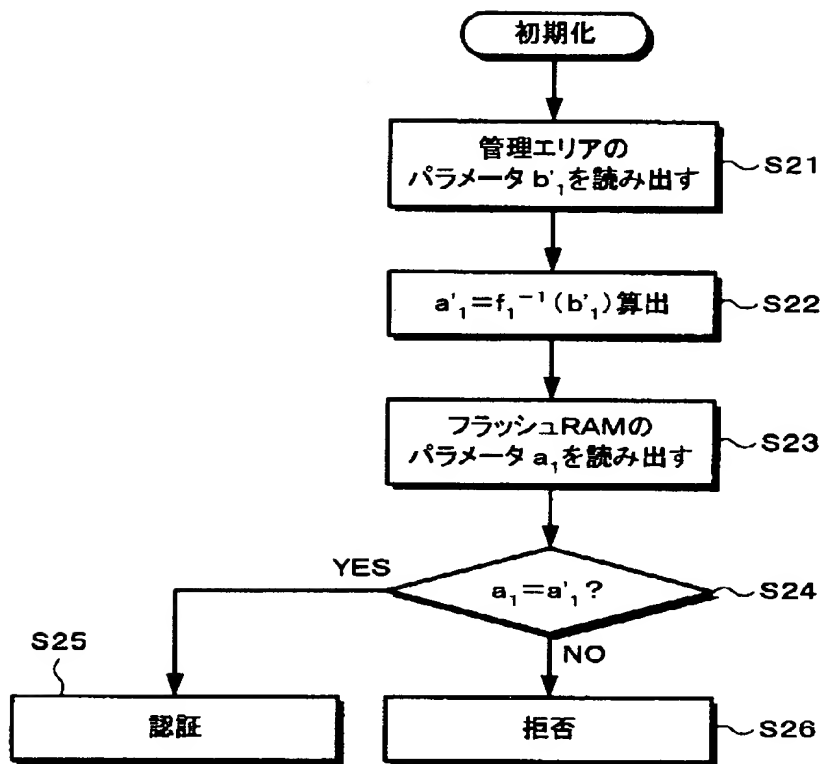 初期化
管理エリアの
パラメータ b'₁を読み出す
S21
a'₁=f₁⁻¹(b'₁)算出
S22
フラッシュRAMの
パラメータ a₁を読み出す
S23
YES
a₁=a'₁?
S24
S25
NO
認証
拒否
S26